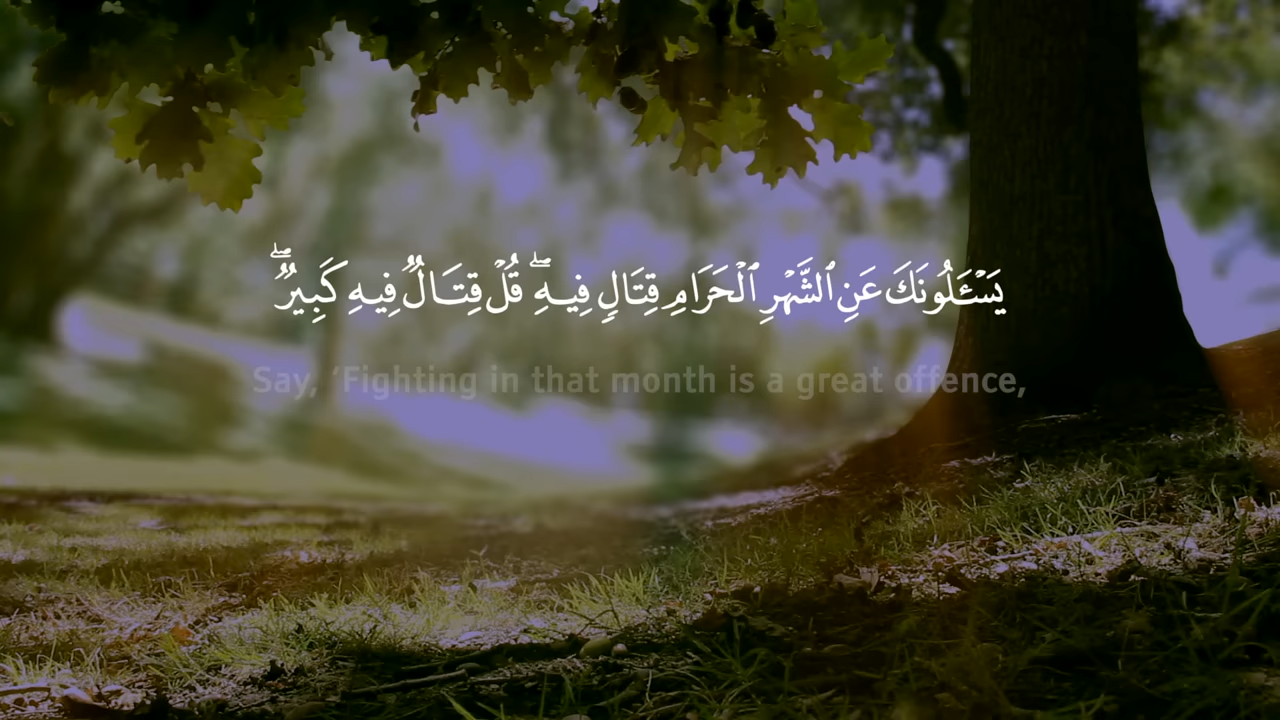 يَسْـَٔلُونَكَ عَنِ ٱلشَّهْرِ ٱلْحَرَامِ قِتَالٍ فِيهِ ۖ قُلْ قِتَالٌ فِيهِ كَبِيرٌ ۖ
Say, ‘Fighting in that month is a great offence,